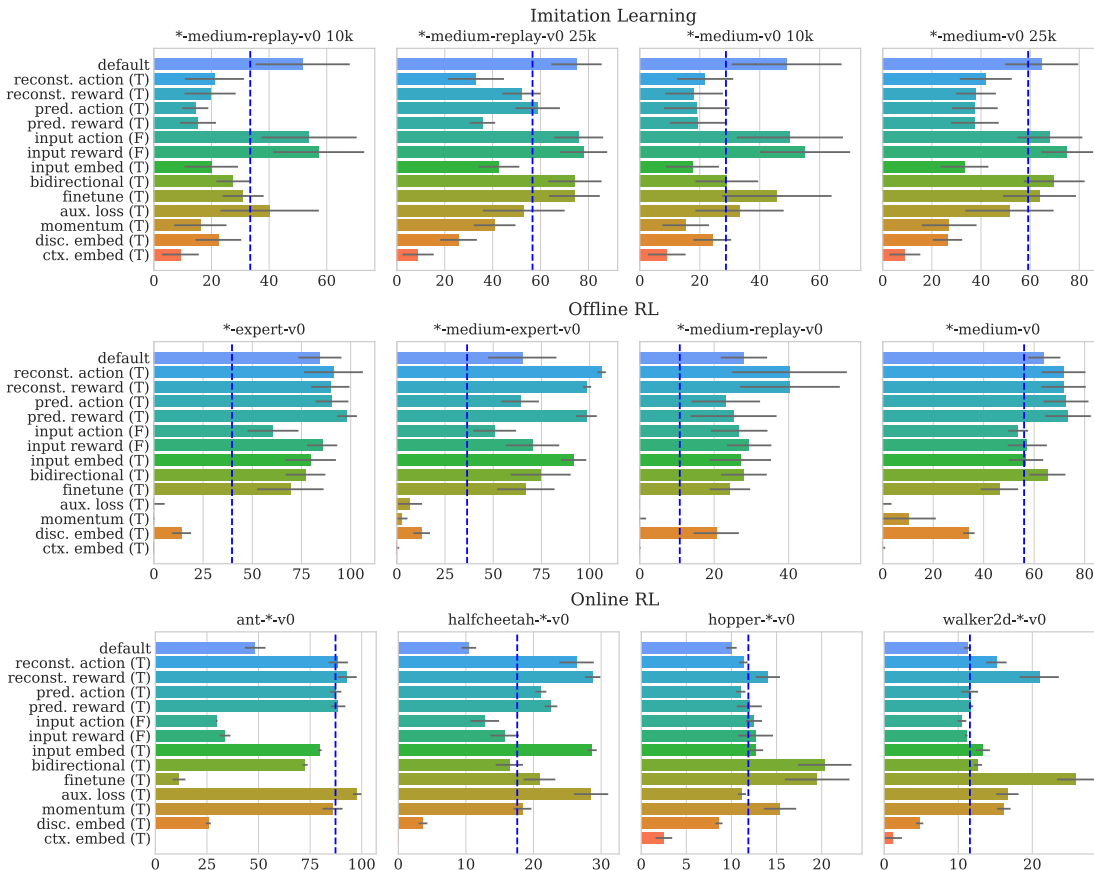 Imitation Learning
*-medium-replay-v0 10k
*-medium-replay-v0 25k
*-medium-v0 10k
*-medium-v0 25k
default
reconst. action (T)
reconst. reward (T)
pred. action (T)
pred. reward (T)
input action (F)
input reward (F)
input embed (T)
bidirectional (T)
finetune (T)
aux. loss (T)
momentum (T)
disc. embed (T)
ctx. embed (T)
0 20 40 60
0 20 40 60 80
0 20 40 60
0 20 40 60 80
Offline RL
*-expert-v0
*-medium-expert-v0
*-medium-replay-v0
*-medium-v0
default
reconst. action (T)
reconst. reward (T)
pred. action (T)
pred. reward (T)
input action (F)
input reward (F)
input embed (T)
bidirectional (T)
finetune (T)
aux. loss (T)
momentum (T)
disc. embed (T)
ctx. embed (T)
0 25 50 75 100
0 25 50 75 100
0 20 40
0 20 40 60 80
Online RL
ant-*-v0
halfcheetah-*-v0
hopper-*-v0
walker2d-*-v0
default
reconst. action (T)
reconst. reward (T)
pred. action (T)
pred. reward (T)
input action (F)
input reward (F)
input embed (T)
bidirectional (T)
finetune (T)
aux. loss (T)
momentum (T)
disc. embed (T)
ctx. embed (T)
0 25 50 75 100
0 10 20 30
0 10 20
0 10 20